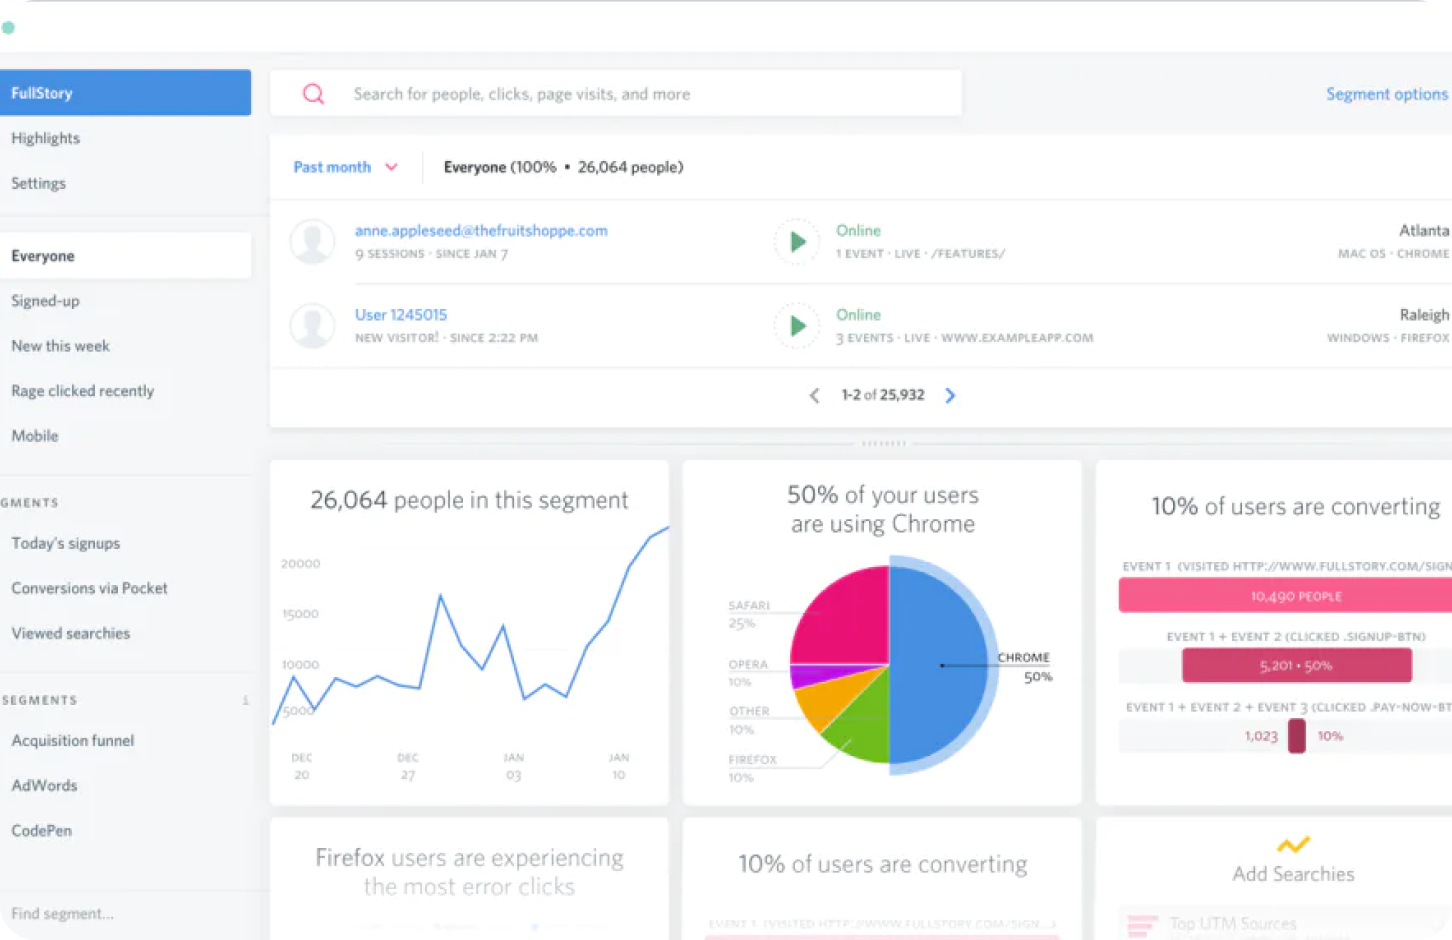 FullStory
Highlights
Settings
Everyone
Signed-up
New this week
Rage clicked recently
Mobile
GMENTS
Today's signups
Conversions via Pocket
Viewed searchies
SEGMENTS i
Acquisition funnel
AdWords
CodePen
Find segment...
Search for people, clicks, page visits, and more
Segment options
Past month
Everyone (100% • 26,064 people)
anne.appleseed@thefruitshoppe.com
9 SESSIONS · SINCE JAN 7
Online
1 EVENT · LIVE · /FEATURES/
Atlanta
MAC OS · CHROME
User 1245015
NEW VISITOR! · SINCE 2:22 PM
Online
3 EVENTS · LIVE · WWW.EXAMPLEAPP.COM
Raleigh
WINDOWS · FIREFOX
1-2 of 25,932
26,064 people in this segment
20000
15000
10000
5000
DEC 20
DEC 27
JAN 03
JAN 10
50% of your users
are using Chrome
SAFARI
25%
OPERA
10%
OTHER
10%
FIREFOX
10%
CHROME
50%
10% of users are converting
EVENT 1 (VISITED HTTP://WWW.FULLSTORY.COM/SIGN
10,490 PEOPLE
EVENT 1 + EVENT 2 (CLICKED .SIGNUP-BTN)
5,201 • 50%
EVENT 1 + EVENT 2 + EVENT 3 (CLICKED .PAY-NOW-BT
1,023 10%
Firefox users are experiencing
the most error clicks
10% of users are converting
EVENT 1 (VISITED HTTP://WWW.FULLSTORY.COM/SIGN...)
Add Searchies
Top UTM Sources